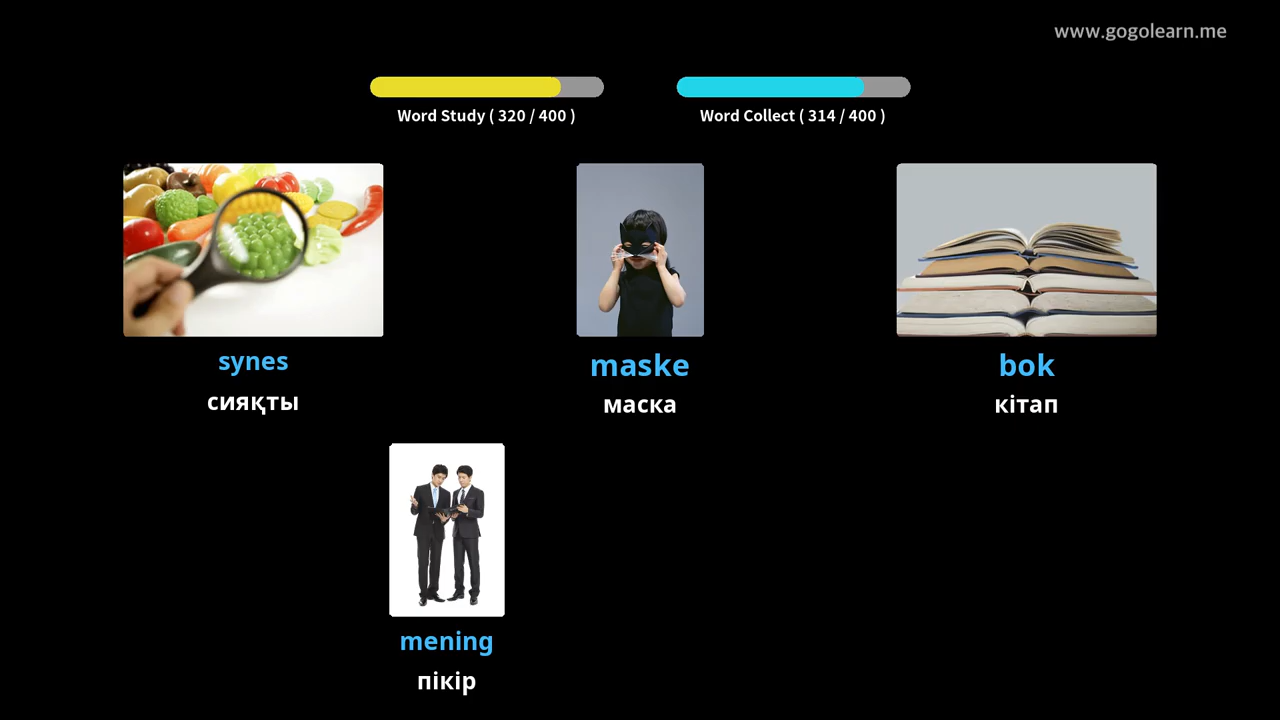 www.gogolearn.me
Word Study ( 320 / 400 )
Word Collect ( 314 / 400 )
synes
сияқты
maske
маска
bok
кітап
mening
пікір